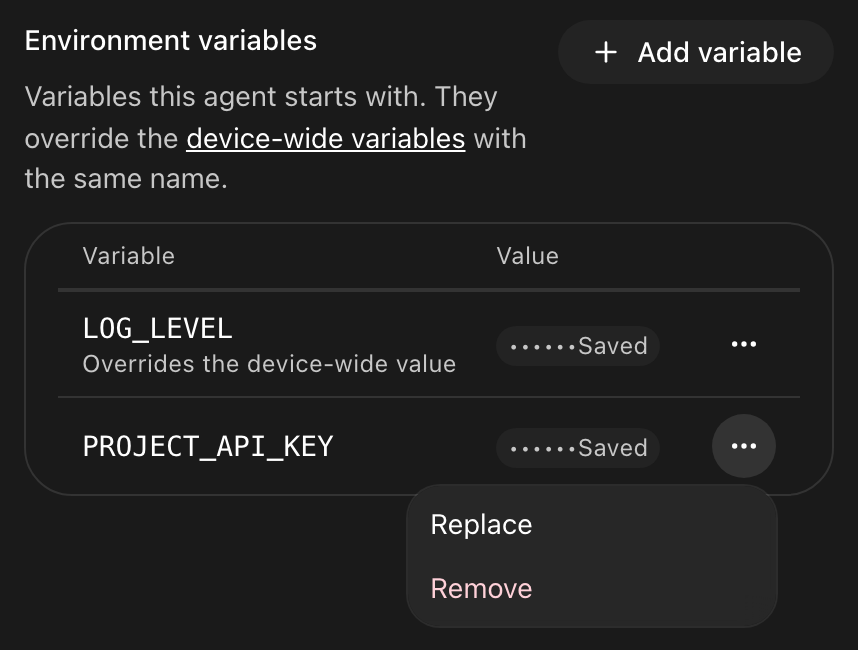 Environment variables
+ Add variable
Variables this agent starts with. They
override the device-wide variables with
the same name.
Variable Value
LOG_LEVEL
Overrides the device-wide value
••••••Saved
PROJECT_API_KEY ••••••Saved
Replace
Remove